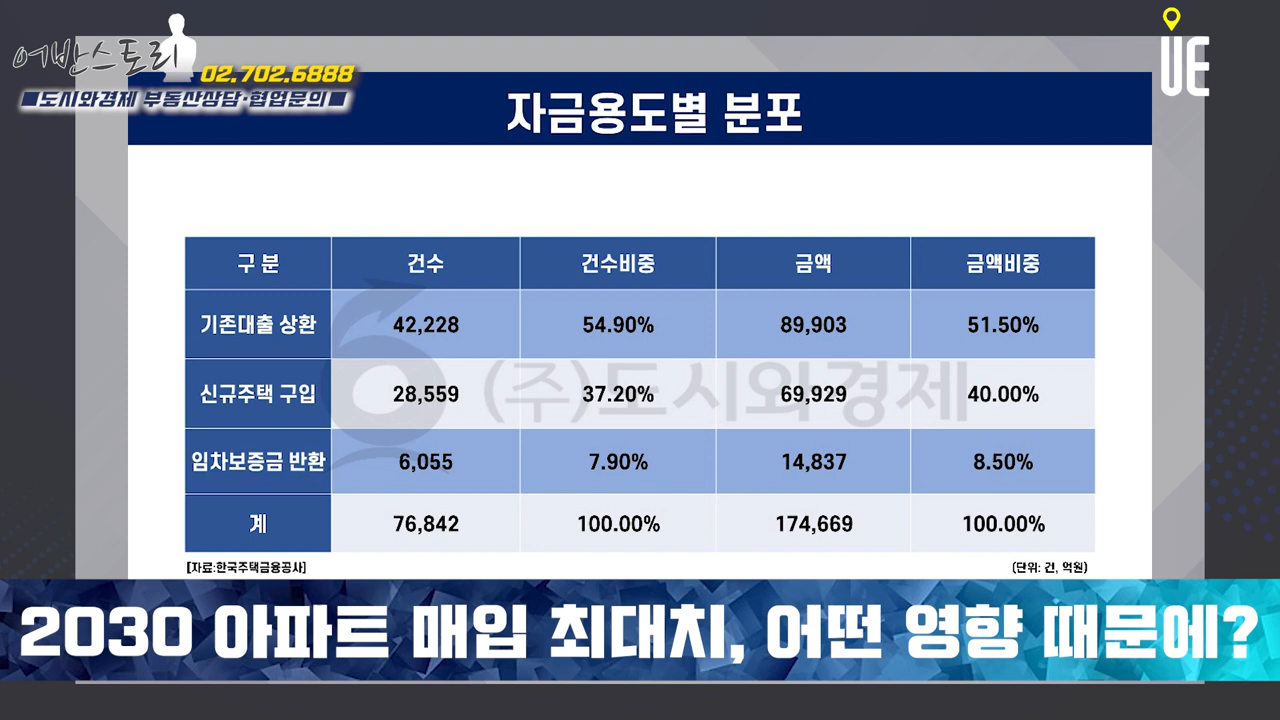 어반스토리
02.702.6888
■도시와경제 부동산상담·협업문의■
UE
자금용도별 분포
구 분 건수 건수비중 금액 금액비중
기존대출 상환 42,228 54.90% 89,903 51.50%
신규주택 구입 28,559 37.20% 69,929 40.00%
임차보증금 반환 6,055 7.90% 14,837 8.50%
계 76,842 100.00% 174,669 100.00%
(주)도시와경제
[자료:한국주택금융공사] (단위: 건, 억원)
2030 아파트 매입 최대치, 어떤 영향 때문에?